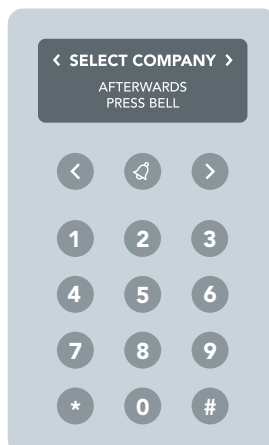 < SELECT COMPANY >
AFTERWARDS
PRESS BELL
< >
1 2 3
4 5 6
7 8 9
* 0 #